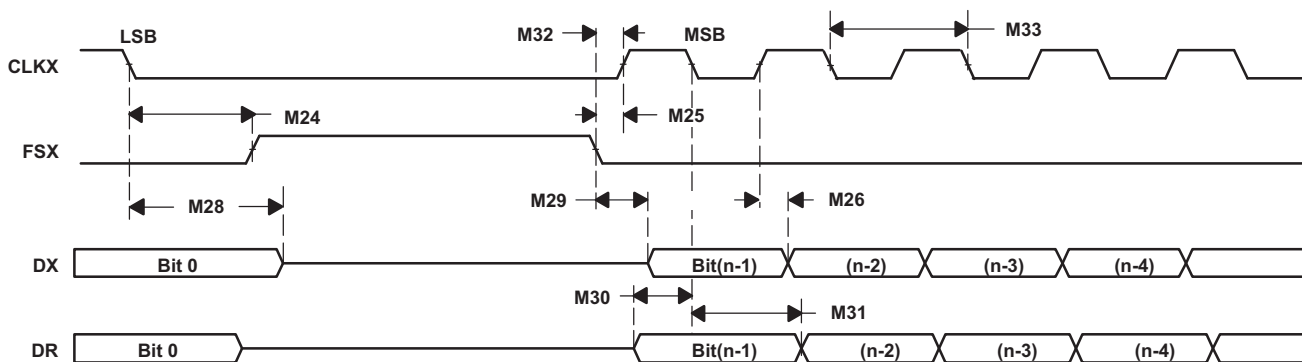 LSB
M32
MSB
M33
CLKX
M24
M25
FSX
M28
M29
M26
DX
Bit 0
Bit(n-1)
(n-2)
(n-3)
(n-4)
M30
M31
DR
Bit 0
Bit(n-1)
(n-2)
(n-3)
(n-4)